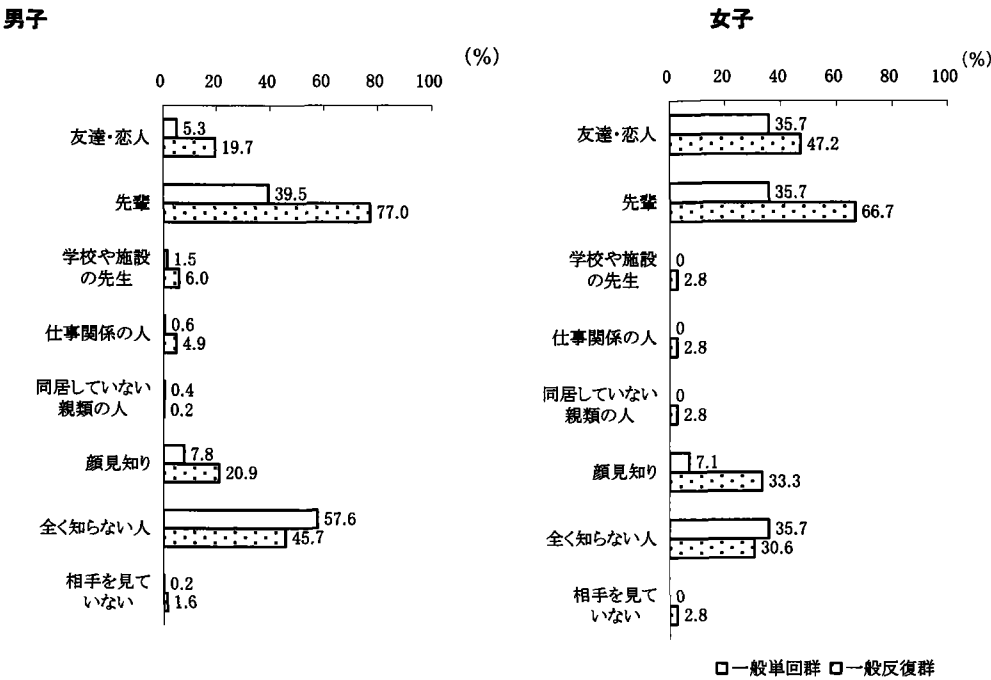 男子
(%)
0 20 40 60 80 100
友達・恋人
5.3
19.7
先輩
39.5
77.0
学校や施設
の先生
1.5
6.0
仕事関係の人
0.6
4.9
同居していない
親類の人
0.4
0.2
顔見知り
7.8
20.9
全く知らない人
57.6
45.7
相手を見て
いない
0.2
1.6
女子
(%)
0 20 40 60 80 100
友達・恋人
35.7
47.2
先輩
35.7
66.7
学校や施設
の先生
0
2.8
仕事関係の人
0
2.8
同居していない
親類の人
0
2.8
顔見知り
7.1
33.3
全く知らない人
35.7
30.6
相手を見て
いない
0
2.8
一般単回群 一般反復群